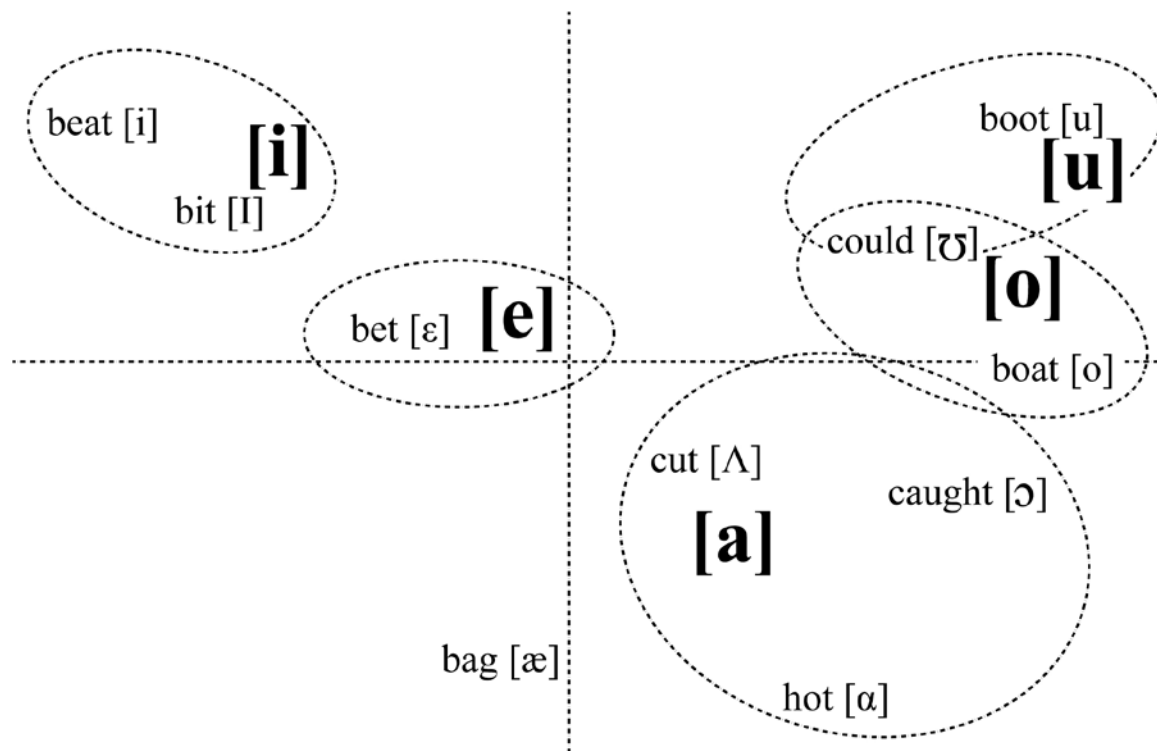 beat [i]
[i]
bit [I]
boot [u]
[u]
could [ʊ]
[o]
bet [ε]
[e]
boat [o]
cut [Λ]
caught [ɔ]
[a]
bag [æ]
hot [α]